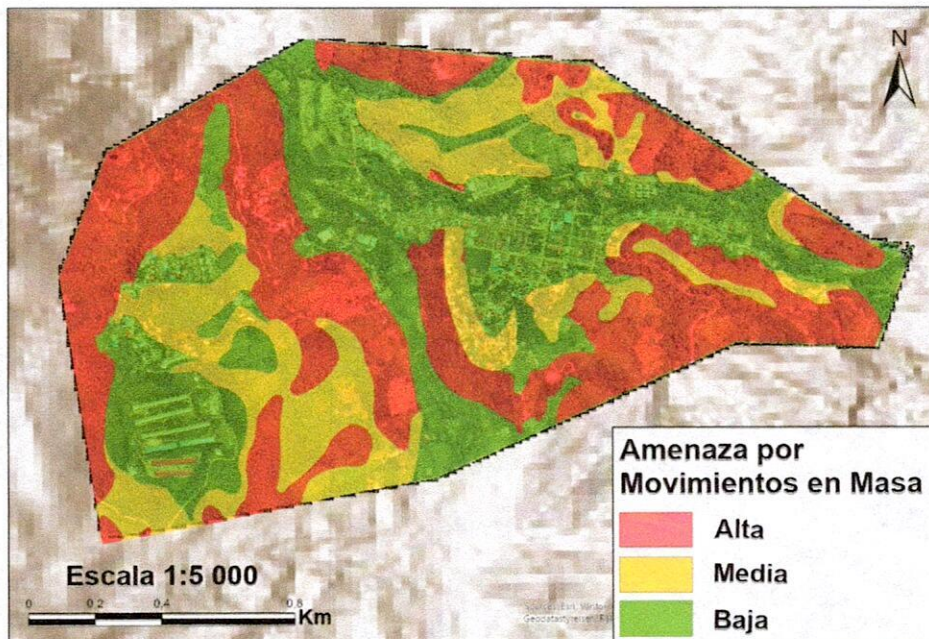 N
Amenaza por
Movimientos en Masa
Alta
Media
Baja
Escala 1:5 000
0 0,2 0,4 0,8
Km